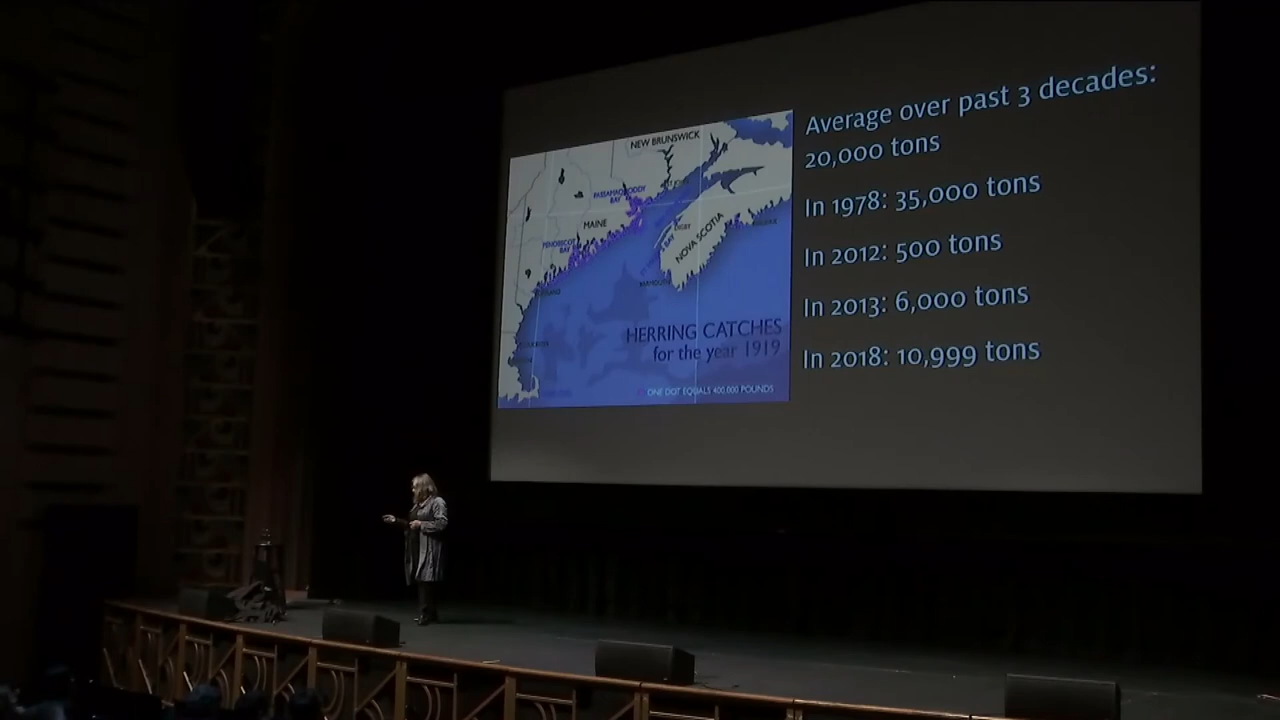 Average over past 3 decades:
20,000 tons
In 1978: 35,000 tons
In 2012: 500 tons
In 2013: 6,000 tons
In 2018: 10,999 tons
NEW BRUNSWICK
PASSAMAQUODDY
BAY
MAINE
DIGBY
PENOBSCOT
BAY
NOVA SCOTIA
YARMOUTH
HERRING CATCHES
for the year 1919
ONE DOT EQUALS 400,000 POUNDS